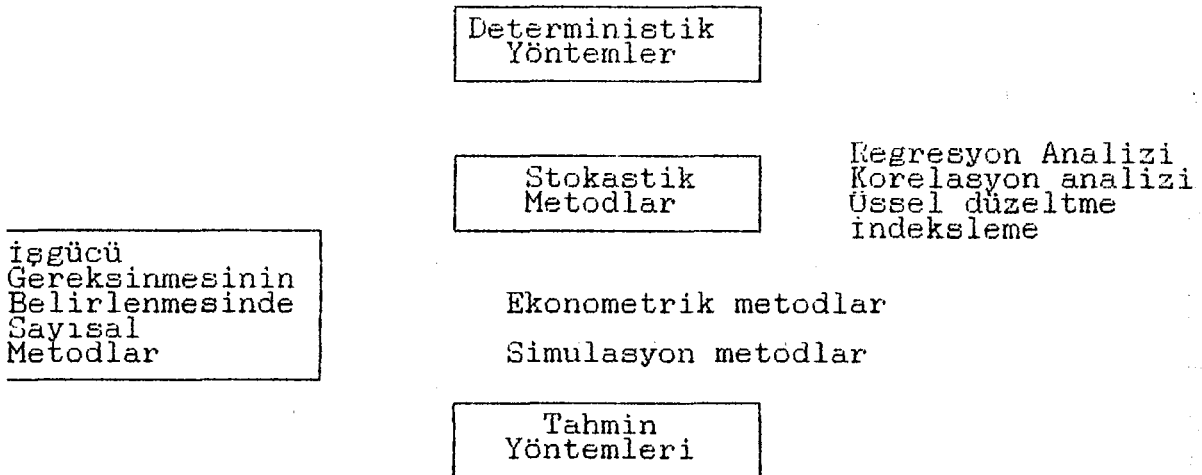 Deterministik
Yöntemler
Stokastik
Metodlar
Regresyon Analizi
Korelasyon analizi
Üssel düzeltme
İndeksleme
İşgücü
Gereksinmesinin
Belirlenmesinde
Sayısal
Metodlar
Ekonometrik metodlar
Simulasyon metodlar
Tahmin
Yöntemleri